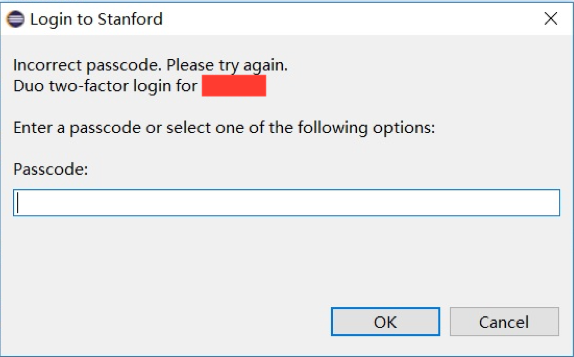 Login to Stanford
Incorrect passcode. Please try again.
Duo two-factor login for
Enter a passcode or select one of the following options:
Passcode:
OK Cancel